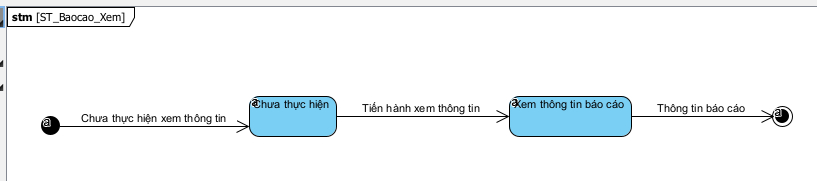 stm [ST_Baocao_Xem]
a
Chưa thực hiện xem thông tin
a
Chưa thực hiện
Tiến hành xem thông tin
a
Xem thông tin báo cáo
Thông tin báo cáo
a